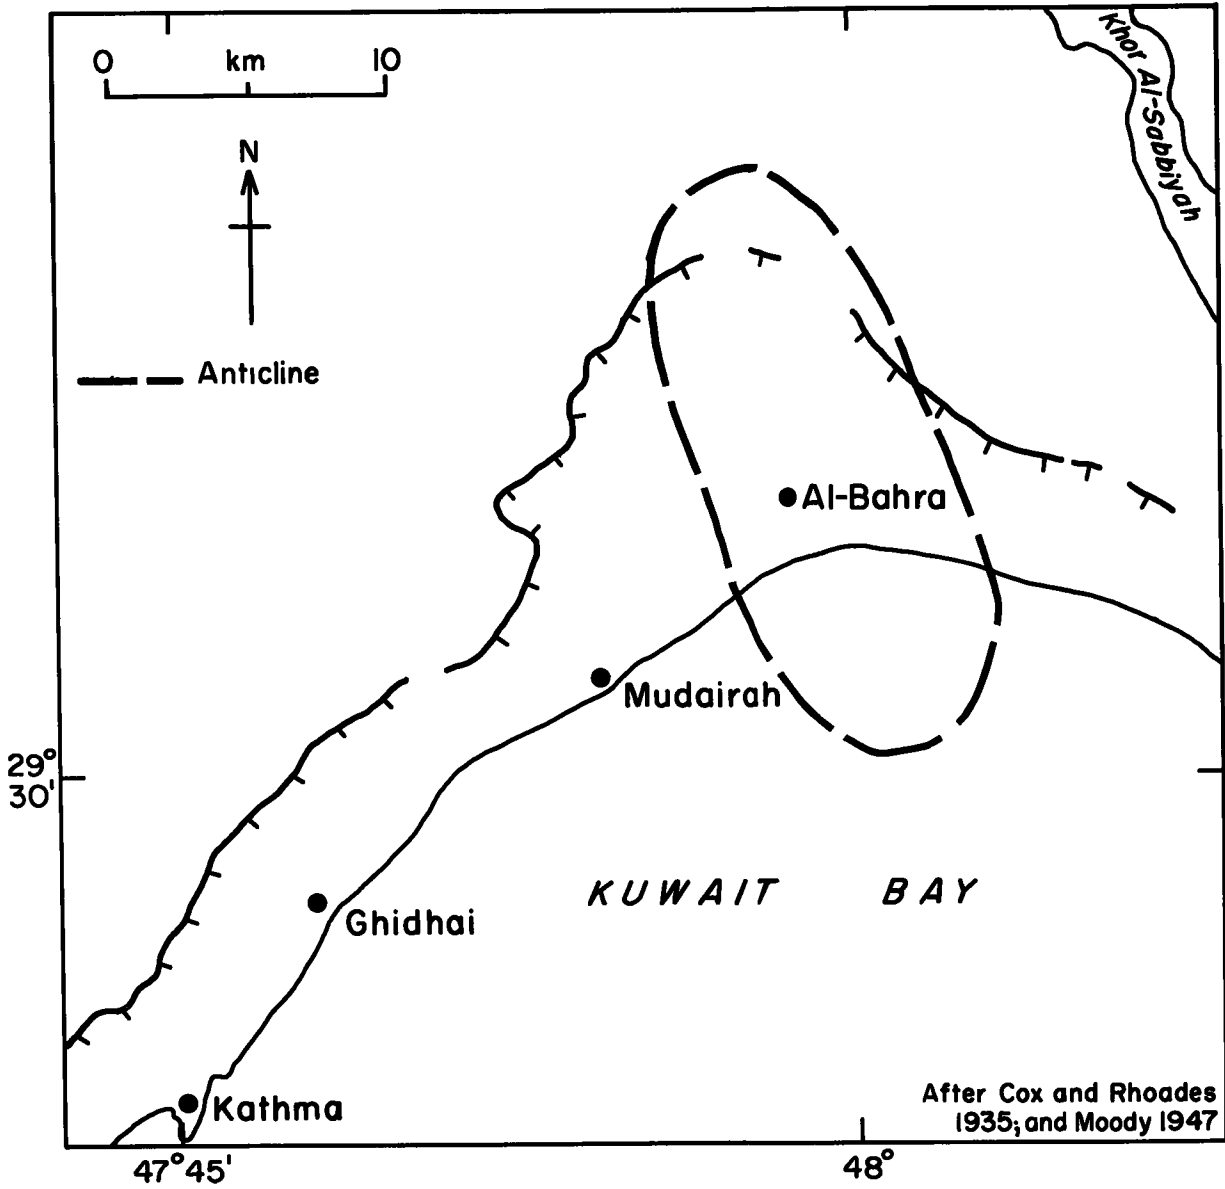 0 km 10
N
Anticline
Khor Al-Sabbiyah
Al-Bahra
Mudairah
29°
30'
KUWAIT BAY
Ghidhai
Kathma
After Cox and Rhoades
1935; and Moody 1947
47°45' 48°